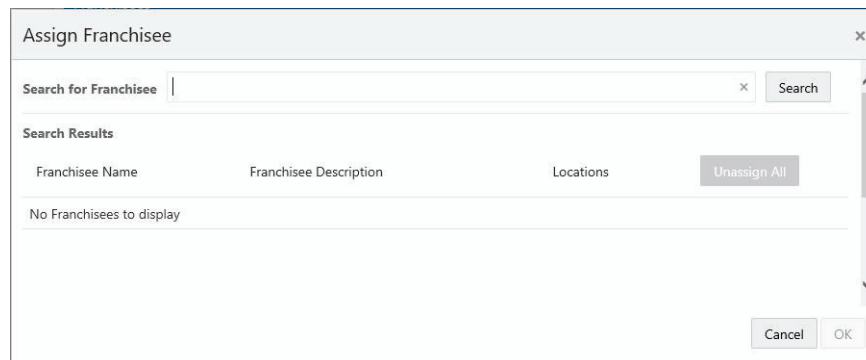 Assign Franchisee ×
Search for Franchisee × Search
Search Results
Franchisee Name Franchisee Description Locations Unassign All
No Franchisees to display
Cancel OK